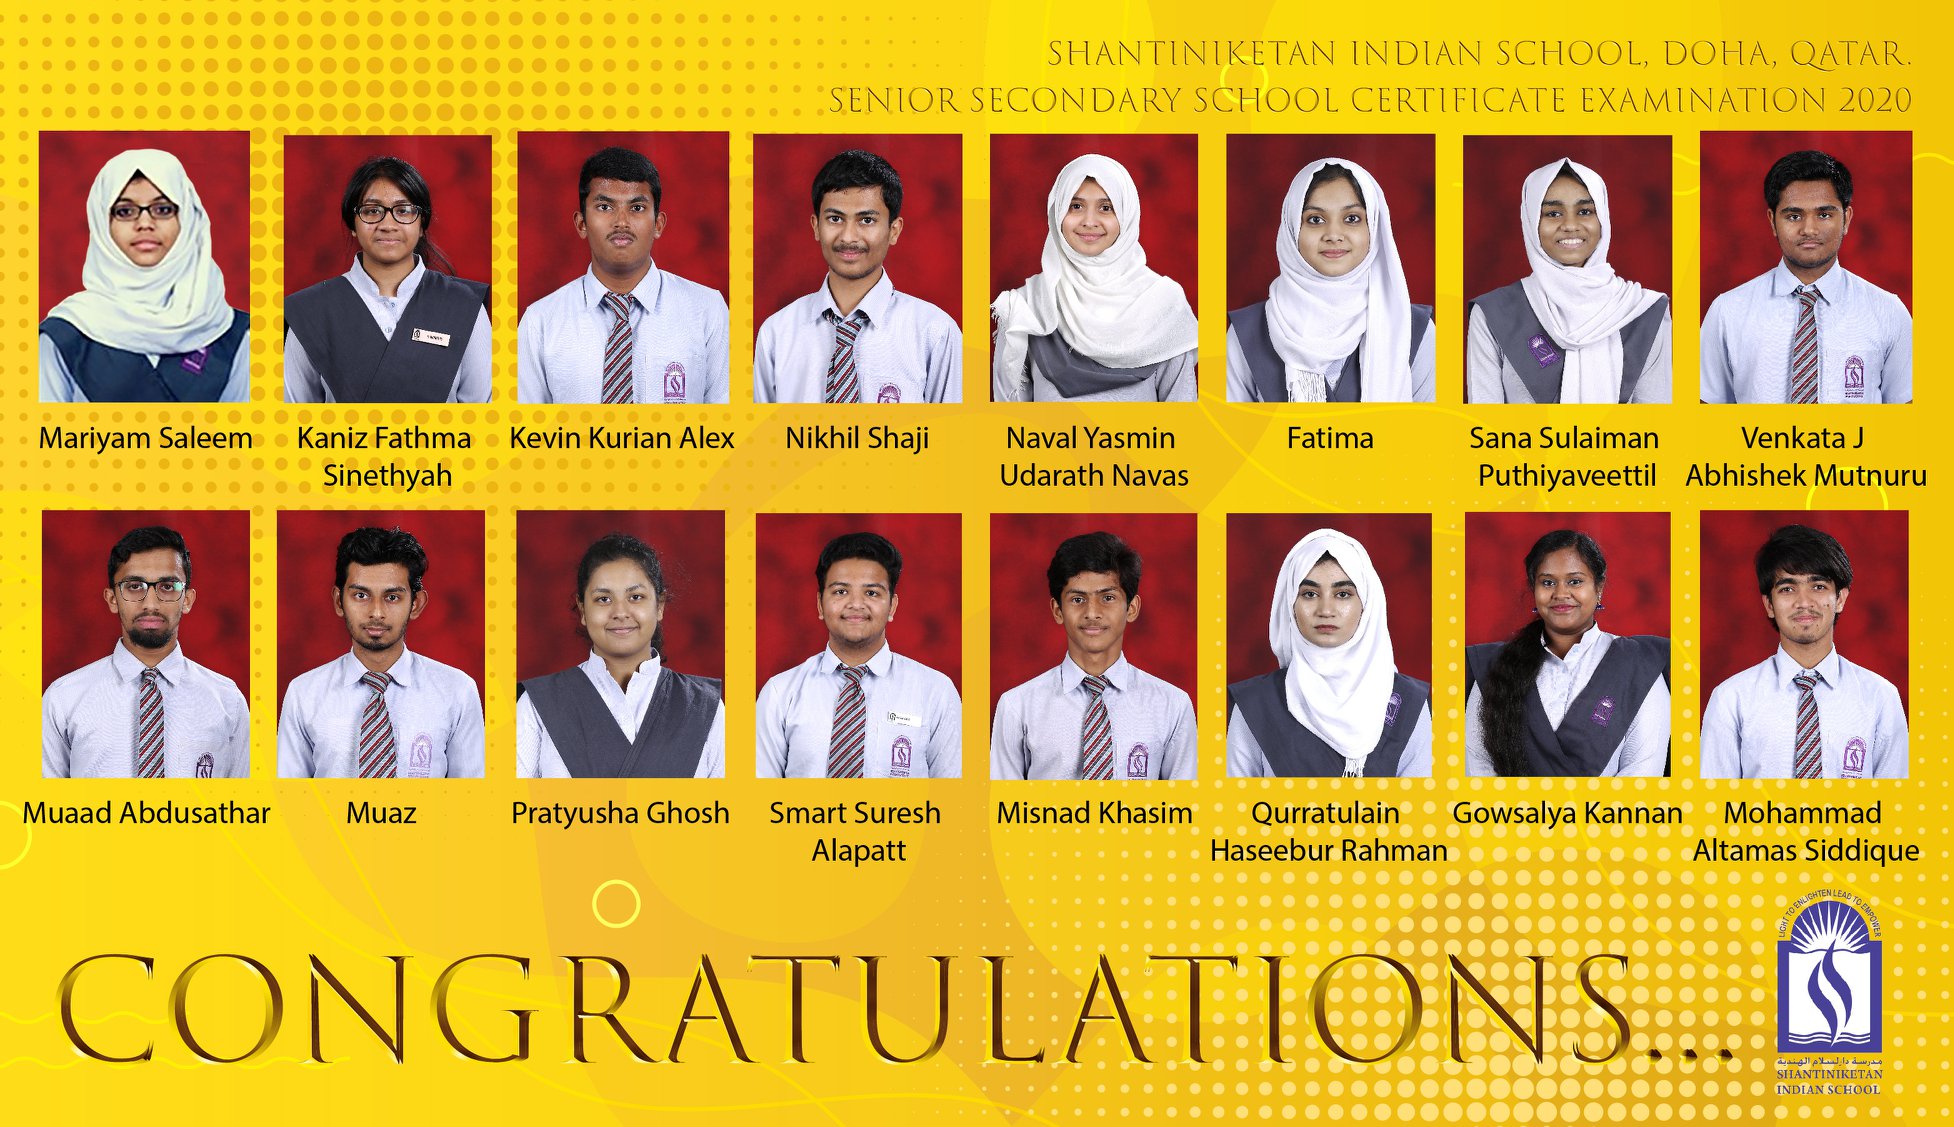 SHANTINIKETAN INDIAN SCHOOL, DOHA, QATAR.
SENIOR SECONDARY SCHOOL CERTIFICATE EXAMINATION 2020
Mariyam Saleem
Kaniz Fathma
Sinethyah
Kevin Kurian Alex
Nikhil Shaji
Naval Yasmin
Udarath Navas
Fatima
Sana Sulaiman
Puthiyaveettil
Venkata J
Abhishek Mutnuru
Muaad Abdusathar
Muaz
Pratyusha Ghosh
Smart Suresh
Alapatt
Misnad Khasim
Qurratulain
Haseebur Rahman
Gowsalya Kannan
Mohammad
Altamas Siddique
CONGRATULATIONS...
LIGHT TO ENLIGHTEN LEAD TO EMPOWER
مدرسة دارلسلام الهندية
SHANTINIKETAN
INDIAN SCHOOL